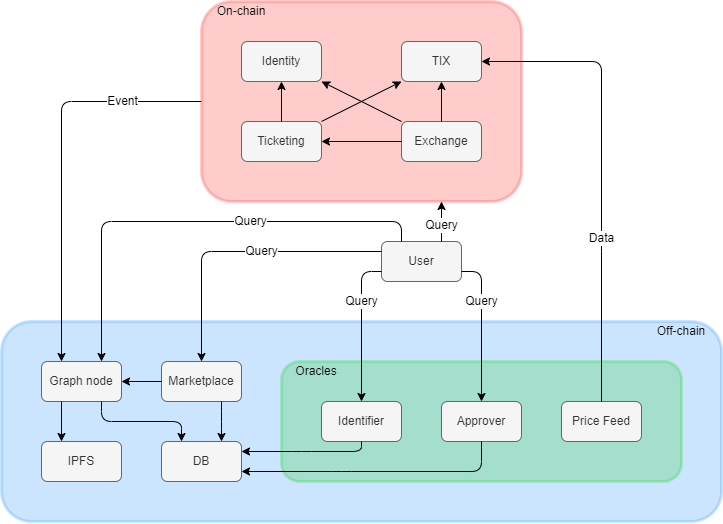 On-chain
Identity
TIX
Event
Ticketing
Exchange
Query
Query
Data
Query
User
Query
Query
Off-chain
Oracles
Graph node
Marketplace
Identifier
Approver
Price Feed
IPFS
DB